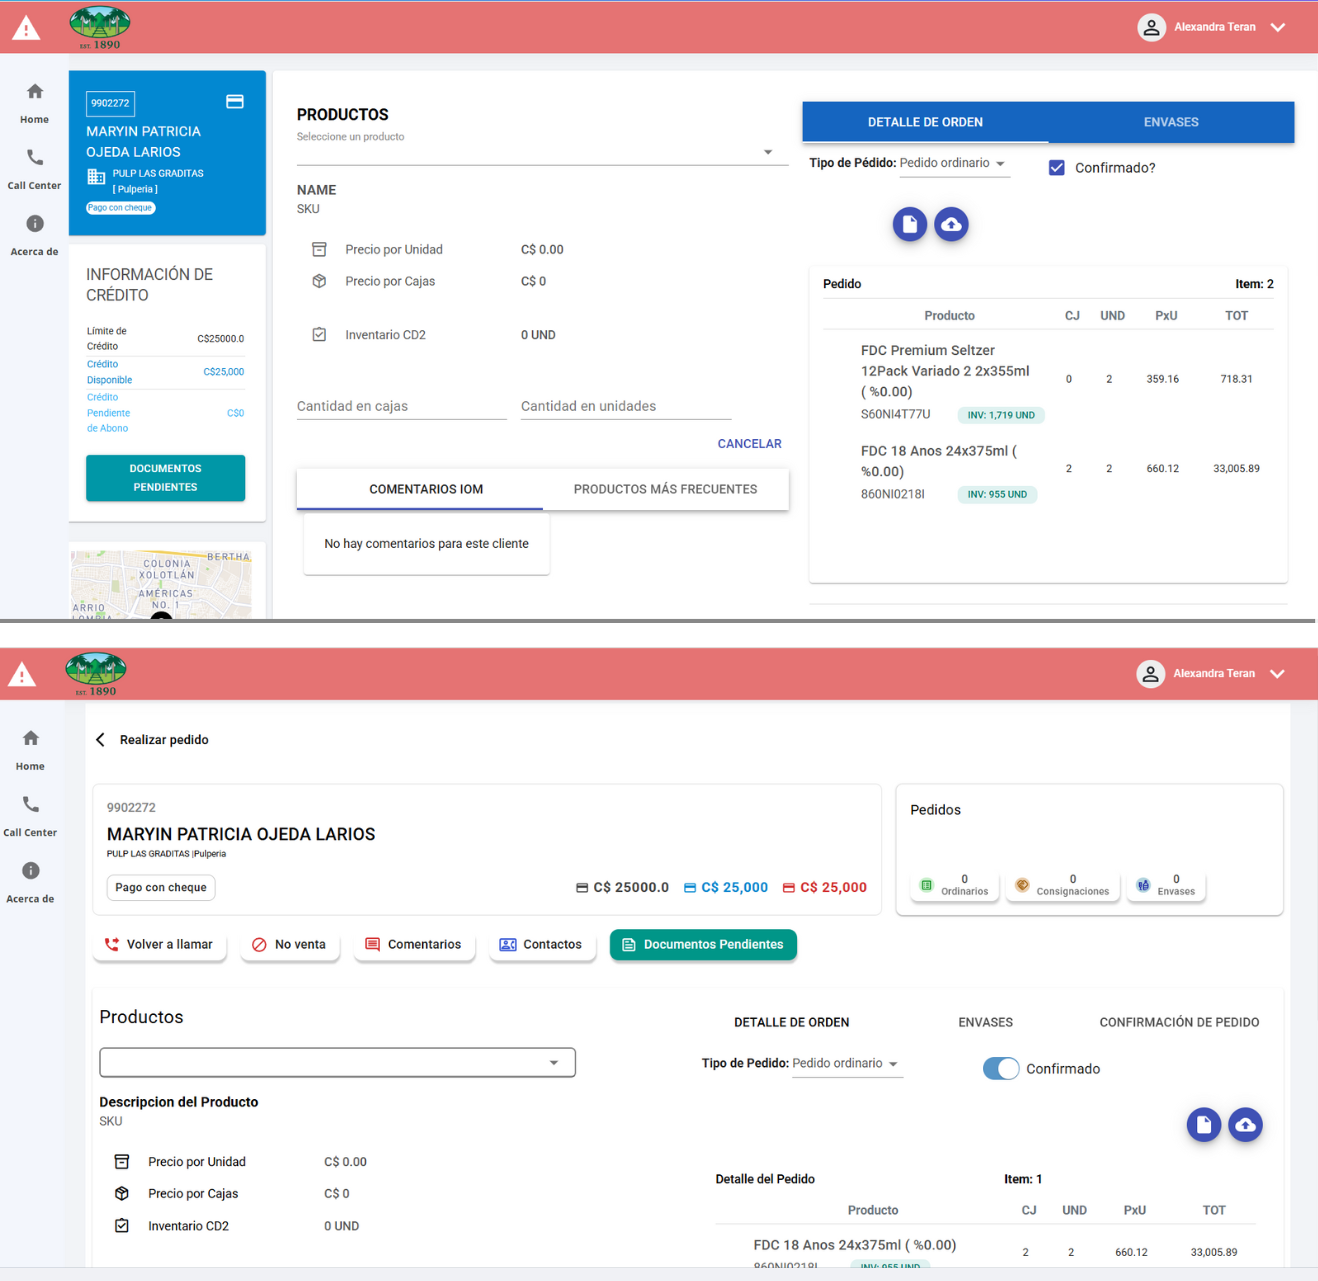 EST. 1890
Alexandra Teran
Home
Call Center
Acerca de
9902272
MARYIN PATRICIA
OJEDA LARIOS
PULP LAS GRADITAS
[ Pulperia ]
Pago con cheque
INFORMACIÓN DE
CRÉDITO
Límite de
Crédito
C$25000.0
Crédito
Disponible
C$25,000
Crédito
Pendiente
de Abono
C$0
DOCUMENTOS
PENDIENTES
BERTHA
COLONIA
XOLOTLÁN
AMÉRICAS
NO. 1
ARRIO
LOMBIA
PRODUCTOS
Seleccione un producto
NAME
SKU
Precio por Unidad C$ 0.00
Precio por Cajas C$ 0
Inventario CD2 0 UND
Cantidad en cajas Cantidad en unidades
CANCELAR
COMENTARIOS IOM PRODUCTOS MÁS FRECUENTES
No hay comentarios para este cliente
DETALLE DE ORDEN ENVASES
Tipo de Pédido: Pedido ordinario Confirmado?
Pedido Item: 2
Producto CJ UND PxU TOT
FDC Premium Seltzer
12Pack Variado 2 2x355ml
( %0.00)
0 2 359.16 718.31
S60NI4T77U INV: 1,719 UND
FDC 18 Anos 24x375ml (
%0.00)
2 2 660.12 33,005.89
860NI0218I INV: 955 UND
EST. 1890
Alexandra Teran
Home
Call Center
Acerca de
Realizar pedido
9902272
MARYIN PATRICIA OJEDA LARIOS
PULP LAS GRADITAS |Pulperia
Pago con cheque C$ 25000.0 C$ 25,000 C$ 25,000
Pedidos
0 Ordinarios
0 Consignaciones
0 Envases
Volver a llamar No venta Comentarios Contactos Documentos Pendientes
Productos
Descripcion del Producto
SKU
Precio por Unidad C$ 0.00
Precio por Cajas C$ 0
Inventario CD2 0 UND
DETALLE DE ORDEN ENVASES CONFIRMACIÓN DE PEDIDO
Tipo de Pedido: Pedido ordinario Confirmado
Detalle del Pedido Item: 1
Producto CJ UND PxU TOT
FDC 18 Anos 24x375ml ( %0.00) 2 2 660.12 33,005.89
860NI0218I INV: 955 UND